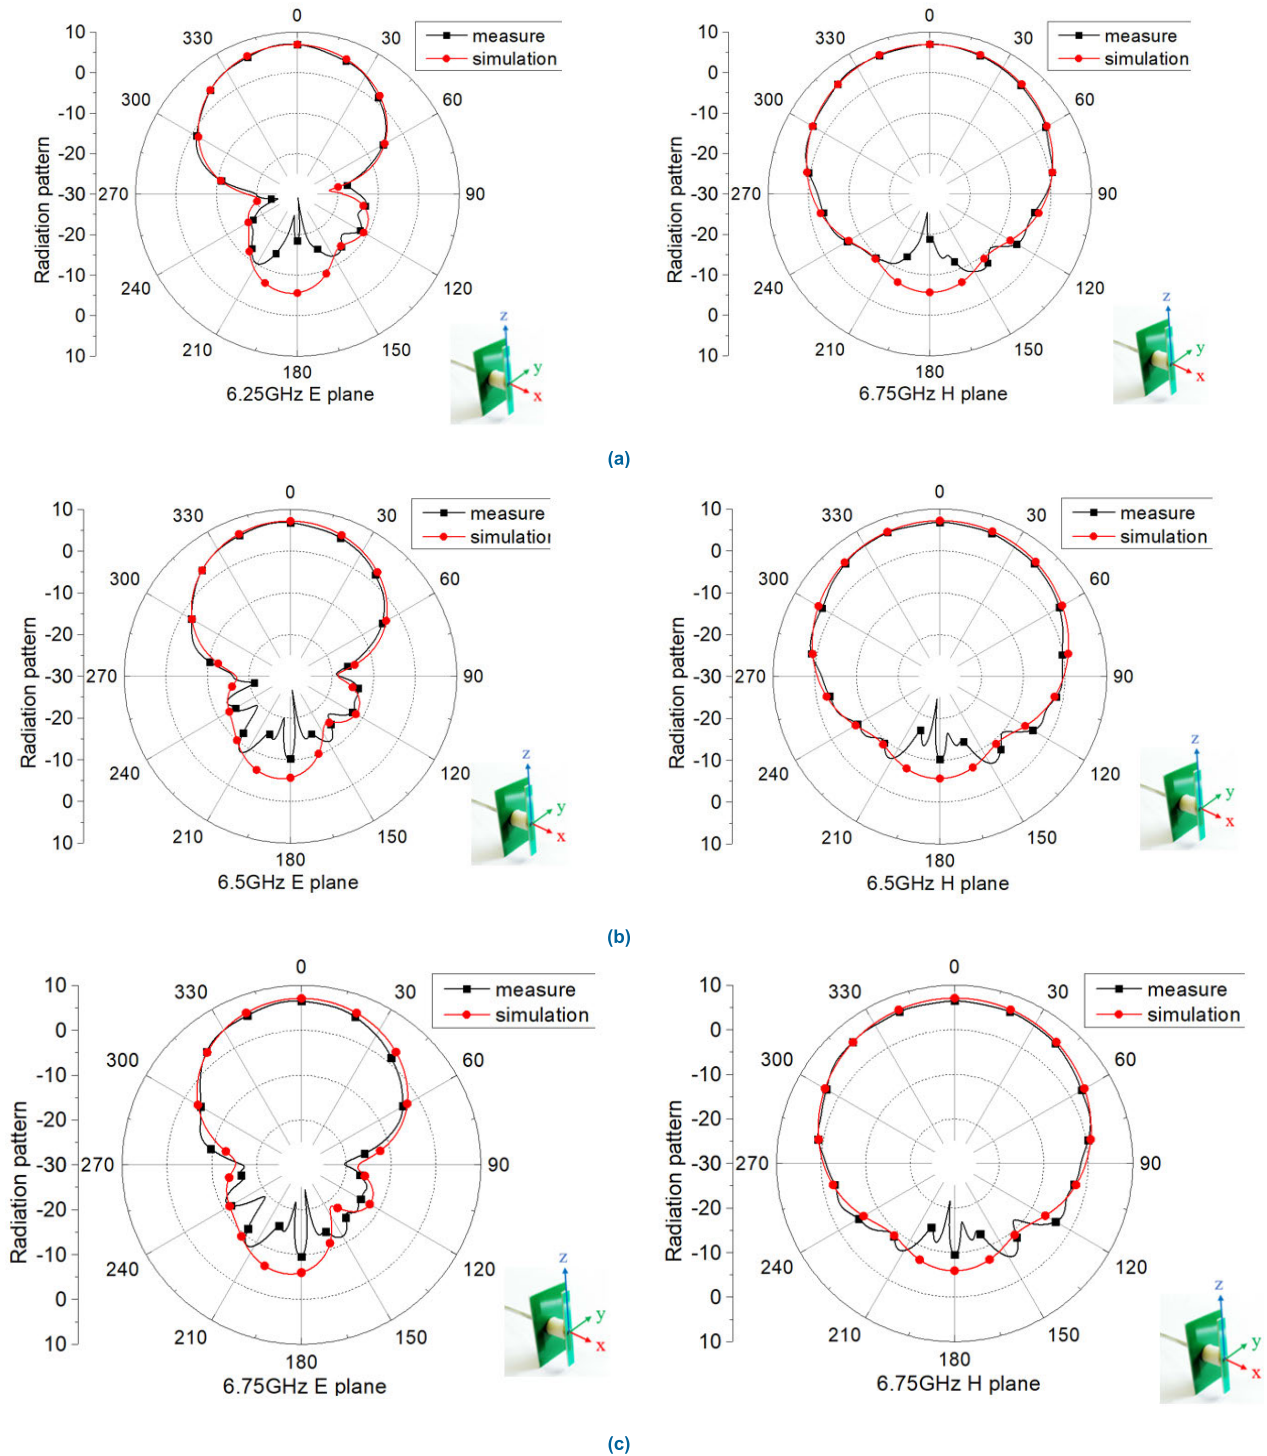 0
0
10
0
-10
-20
-30
-20
-10
0
10
Radiation pattern
330
30
300
60
270
90
240
120
210
150
180
measure
simulation
6.25GHz E plane
z
y
x
10
0
-10
-20
-30
-20
-10
0
10
Radiation pattern
330
30
300
60
270
90
240
120
210
150
180
measure
simulation
6.75GHz H plane
z
y
x
(a)
0
10
0
-10
-20
-30
-20
-10
0
10
Radiation pattern
330
30
300
60
270
90
240
120
210
150
180
measure
simulation
6.5GHz E plane
z
y
x
0
10
0
-10
-20
-30
-20
-10
0
10
Radiation pattern
330
30
300
60
270
90
240
120
210
150
180
measure
simulation
6.5GHz H plane
z
y
x
(b)
0
10
0
-10
-20
-30
-20
-10
0
10
Radiation pattern
330
30
300
60
270
90
240
120
210
150
180
measure
simulation
6.75GHz E plane
z
y
x
0
10
0
-10
-20
-30
-20
-10
0
10
Radiation pattern
330
30
300
60
270
90
240
120
210
150
180
measure
simulation
6.75GHz H plane
z
y
x
(c)